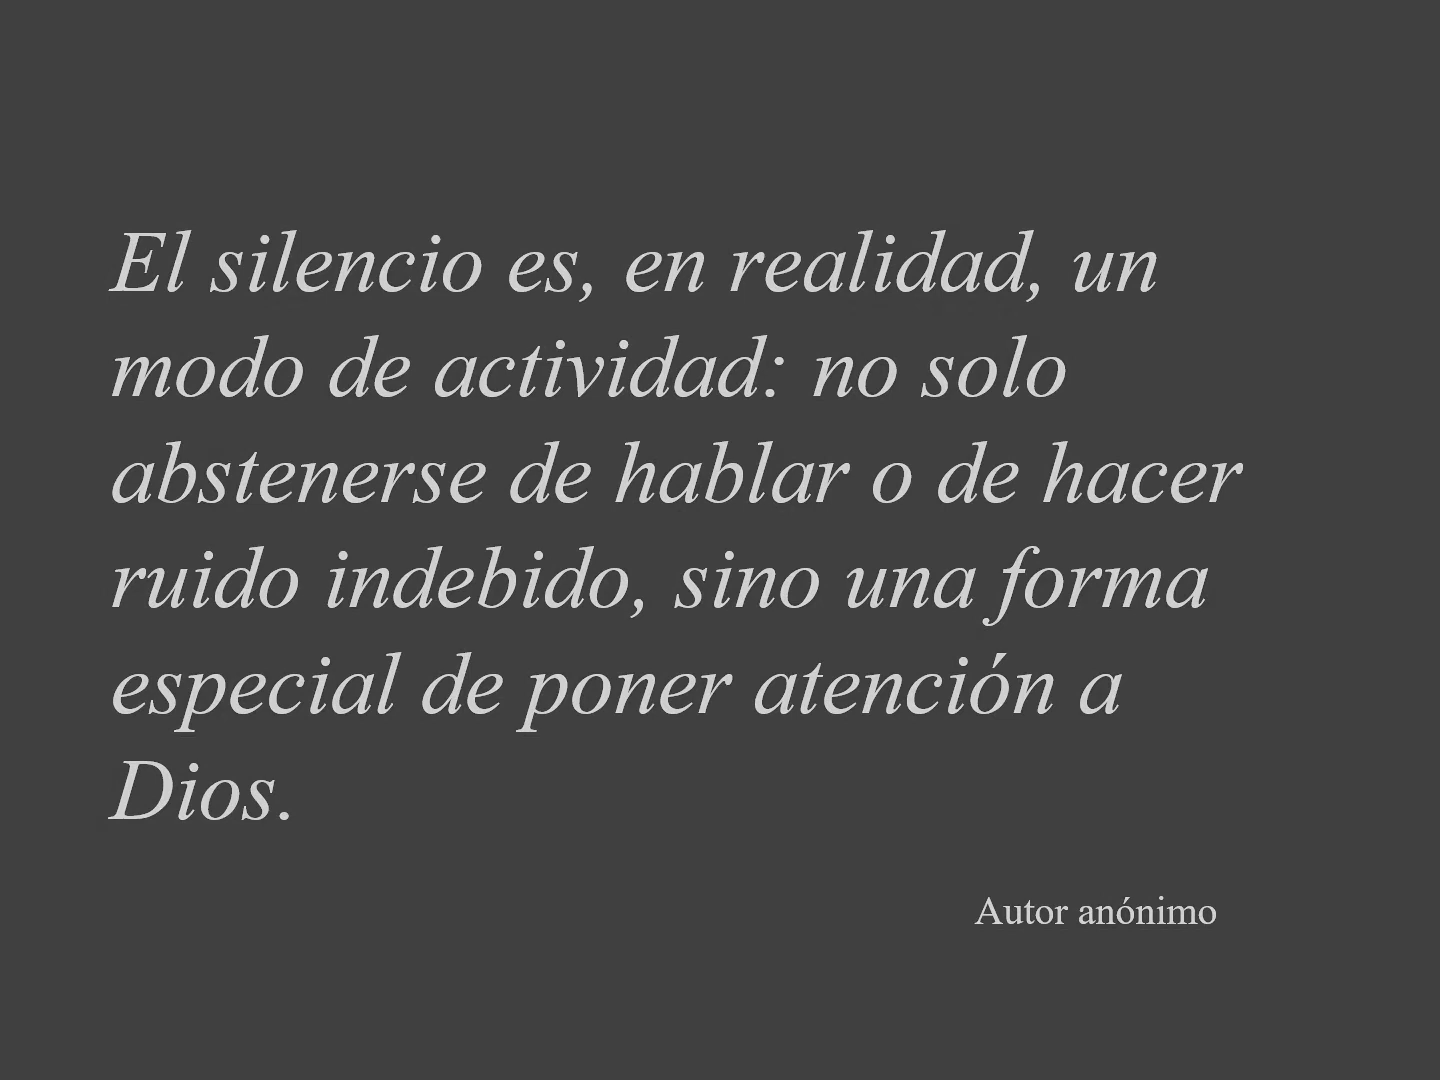 El silencio es, en realidad, un
modo de actividad: no solo
abstenerse de hablar o de hacer
ruido indebido, sino una forma
especial de poner atención a
Dios.
Autor anónimo